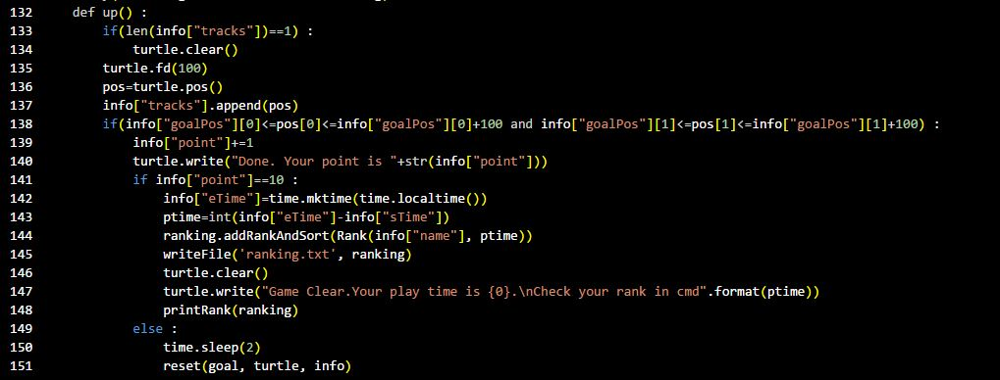 132     def up() :
133         if(len(info["tracks"])==1) :
134             turtle.clear()
135         turtle.fd(100)
136         pos=turtle.pos()
137         info["tracks"].append(pos)
138         if(info["goalPos"][0]<=pos[0]<=info["goalPos"][0]+100 and info["goalPos"][1]<=pos[1]<=info["goalPos"][1]+100) :
139             info["point"]+=1
140             turtle.write("Done. Your point is "+str(info["point"]))
141             if info["point"]==10 :
142                 info["eTime"]=time.mktime(time.localtime())
143                 ptime=int(info["eTime"]-info["sTime"])
144                 ranking.addRankAndSort(Rank(info["name"], ptime))
145                 writeFile('ranking.txt', ranking)
146                 turtle.clear()
147                 turtle.write("Game Clear.Your play time is {0}.\nCheck your rank in cmd".format(ptime))
148                 printRank(ranking)
149             else :
150                 time.sleep(2)
151                 reset(goal, turtle, info)